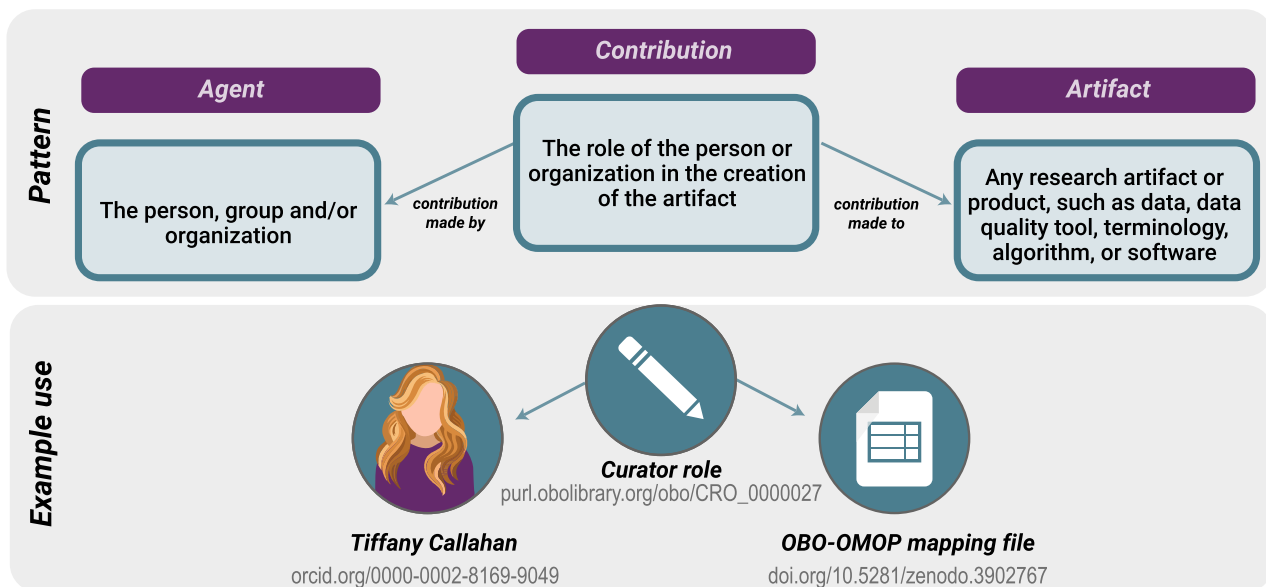 Pattern
Contribution
Agent
Artifact
The role of the person or
organization in the creation
of the artifact
The person, group and/or
organization
Any research artifact or
product, such as data, data
quality tool, terminology,
algorithm, or software
contribution
made by
contribution
made to
Example use
Curator role
purl.obolibrary.org/obo/CRO_0000027
Tiffany Callahan
orcid.org/0000-0002-8169-9049
OBO-OMOP mapping file
doi.org/10.5281/zenodo.3902767